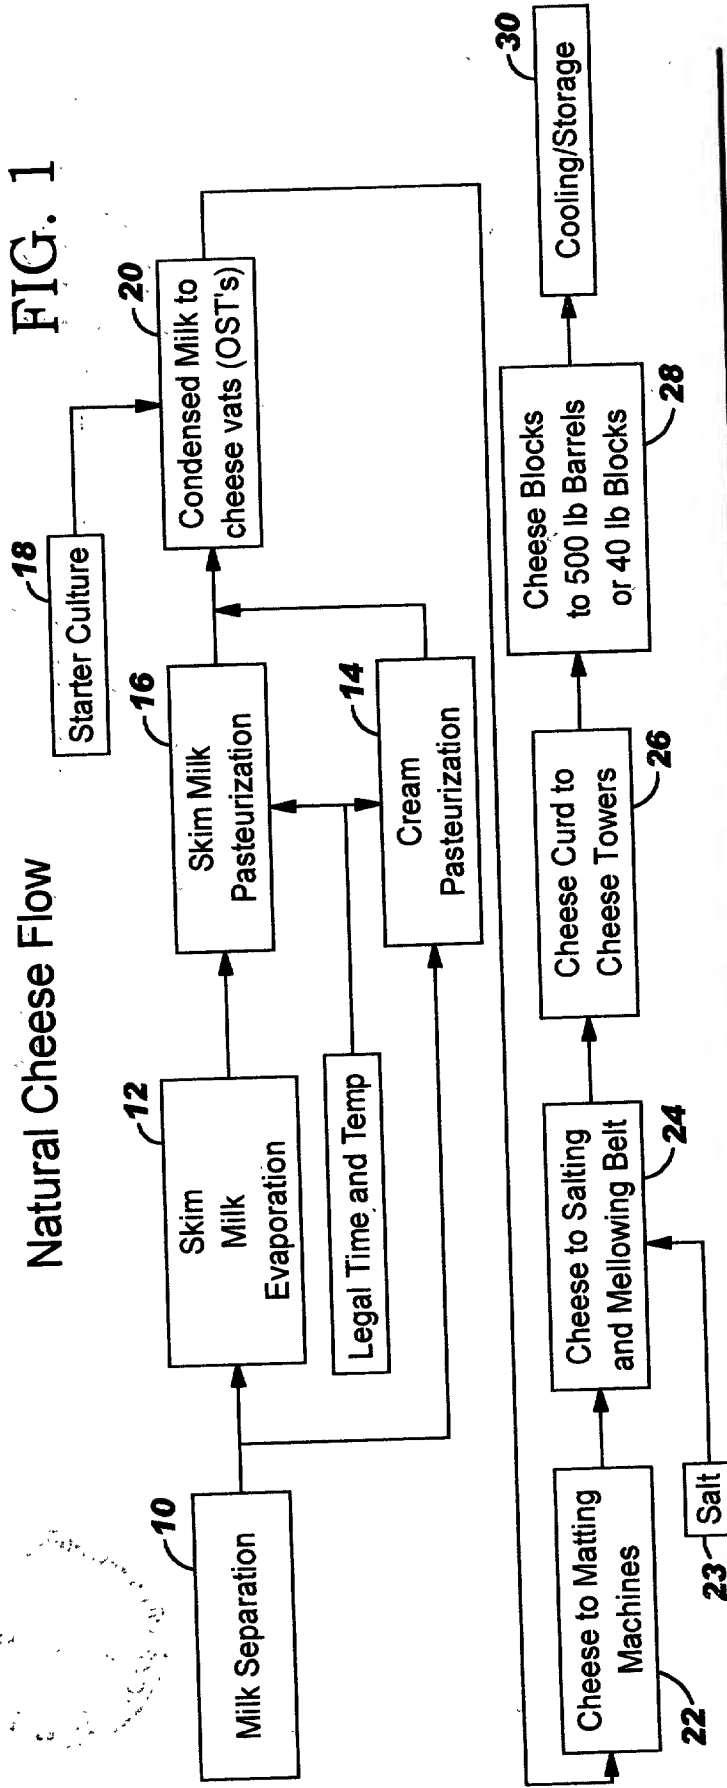 Natural Cheese Flow
FIG. 1
10
Milk Separation
12
Skim
Milk
Evaporation
Legal Time and Temp
16
Skim Milk
Pasteurization
14
Cream
Pasteurization
18
Starter Culture
20
Condensed Milk to
cheese vats (OST's)
22
Cheese to Matting
Machines
23
Salt
24
Cheese to Salting
and Mellowing Belt
26
Cheese Curd to
Cheese Towers
28
Cheese Blocks
to 500 lb Barrels
or 40 lb Blocks
30
Cooling/Storage